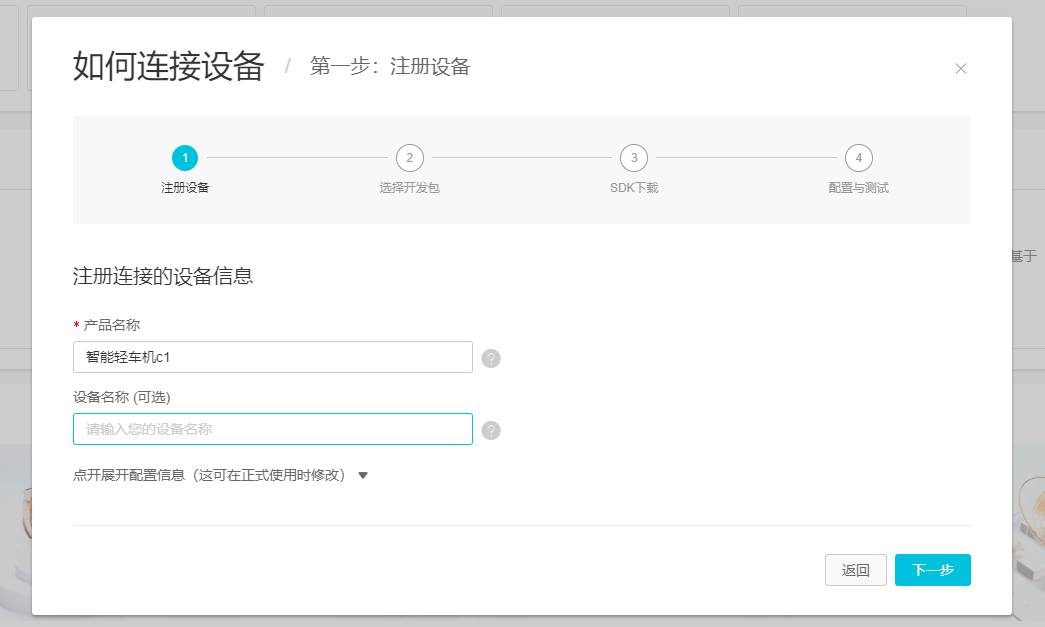 如何连接设备 / 第一步：注册设备
1
2
3
4
注册设备
选择开发包
SDK下载
配置与测试
注册连接的设备信息
* 产品名称
智能轻车机c1
?
设备名称 (可选)
请输入您的设备名称
?
点开展开配置信息（这可在正式使用时修改）
返回
下一步
基于